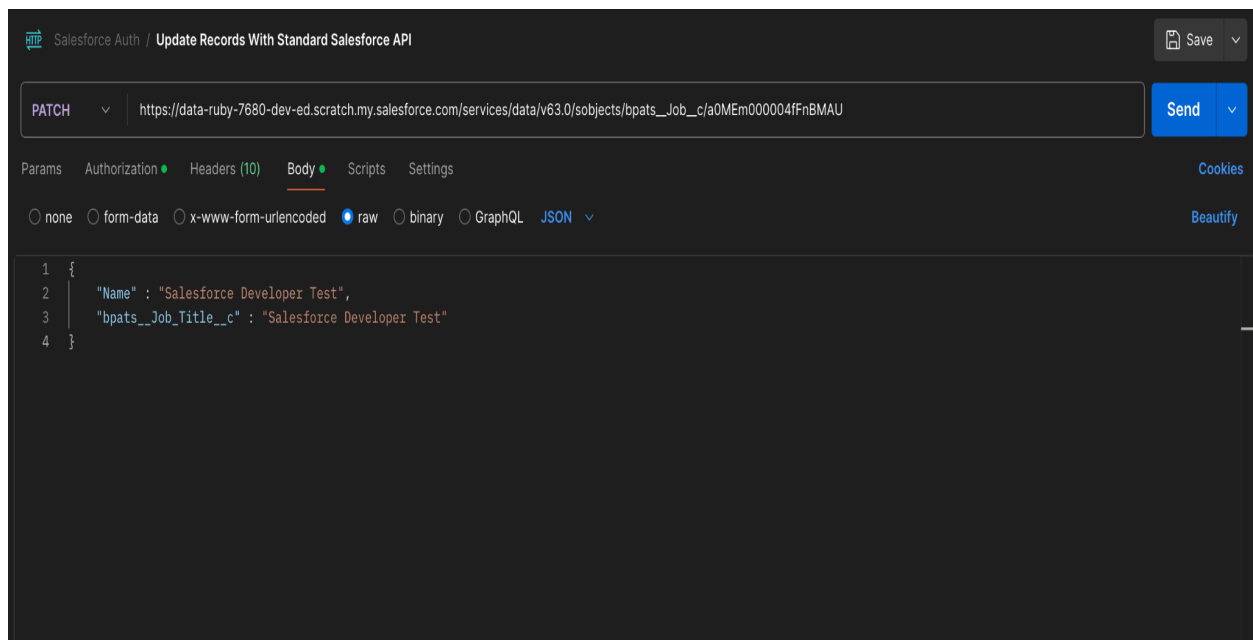 HTTP Salesforce Auth / Update Records With Standard Salesforce API Save
PATCH https://data-ruby-7680-dev-ed.scratch.my.salesforce.com/services/data/v63.0/sobjects/bpats__Job__c/a0MEm000004fFnBMAU Send
Params Authorization Headers (10) Body Scripts Settings Cookies
none form-data x-www-form-urlencoded raw binary GraphQL JSON Beautify
1 {
2 "Name" : "Salesforce Developer Test",
3 "bpats__Job_Title__c" : "Salesforce Developer Test"
4 }